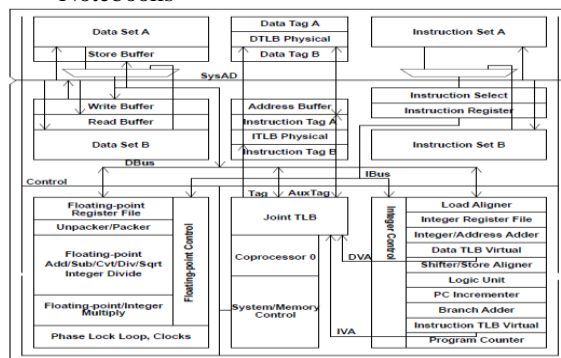 Notebooks
Data Set A
Store Buffer
Data Tag A
DTLB Physical
Data Tag B
Instruction Set A
SysAD
Write Buffer
Read Buffer
Data Set B
Address Buffer
Instruction Tag A
ITLB Physical
Instruction Tag B
Instruction Select
Instruction Register
Instruction Set B
DBus
IBus
Control
Tag
AuxTag
Floating-point
Register File
Unpacker/Packer
Floating-point
Add/Sub/Cvt/Div/Sqrt
Integer Divide
Floating-point/Integer
Multiply
Floating-point Control
Phase Lock Loop, Clocks
Joint TLB
Coprocessor 0
System/Memory
Control
DVA
IVA
Integer Control
Load Aligner
Integer Register File
Integer/Address Adder
Data TLB Virtual
Shifter/Store Aligner
Logic Unit
PC Incrementer
Branch Adder
Instruction TLB Virtual
Program Counter